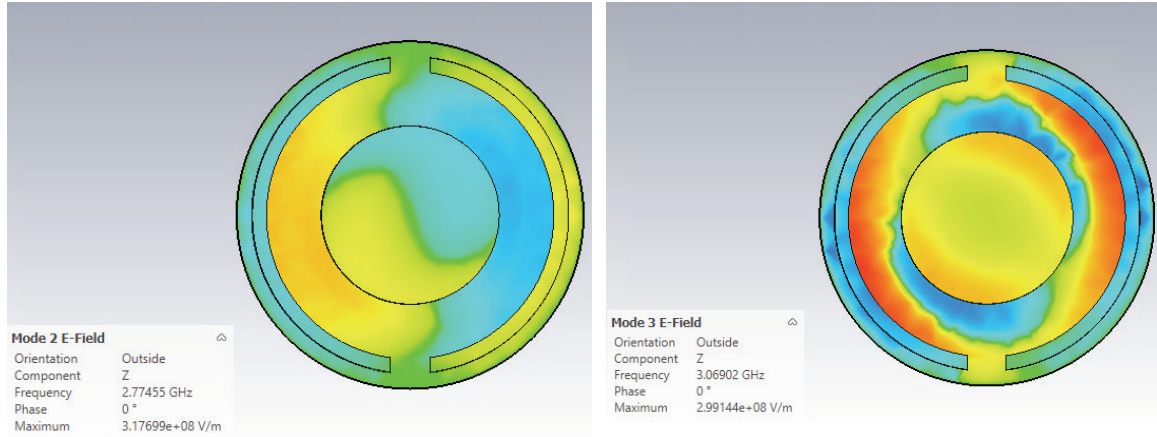 Mode 2 E-Field
Orientation Outside
Component Z
Frequency 2.77455 GHz
Phase 0 °
Maximum 3.17699e+08 V/m
Mode 3 E-Field
Orientation Outside
Component Z
Frequency 3.06902 GHz
Phase 0 °
Maximum 2.99144e+08 V/m